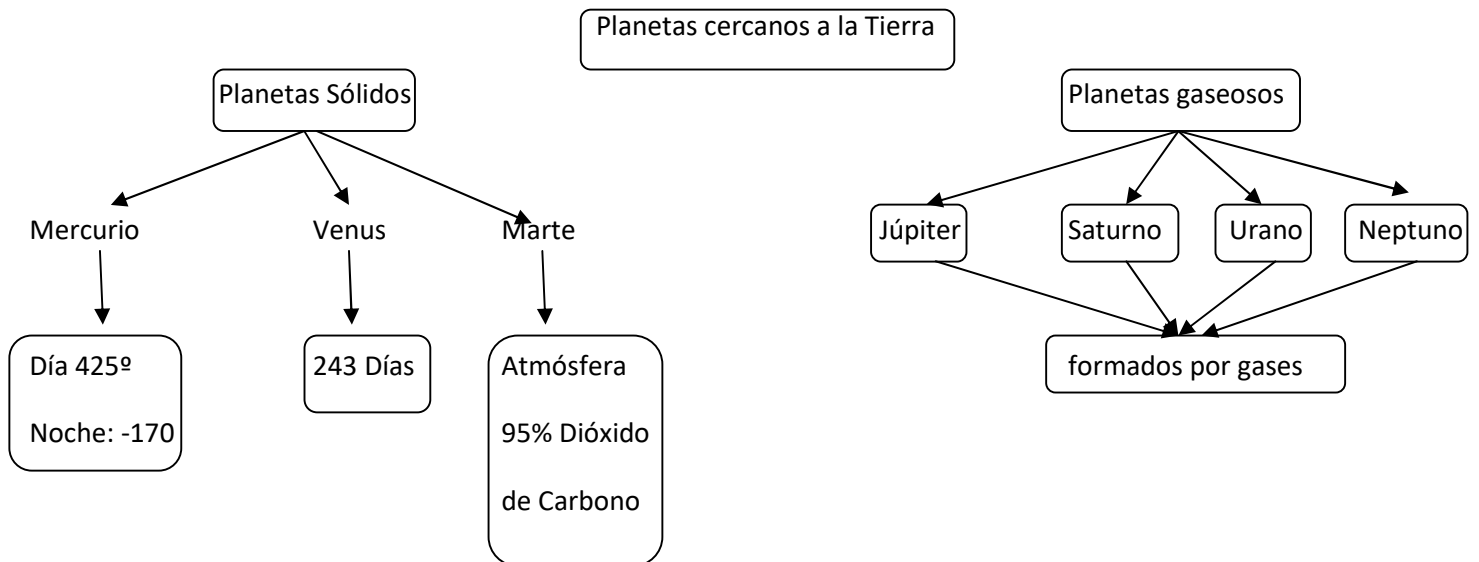 Planetas cercanos a la Tierra
Planetas Sólidos
Planetas gaseosos
Mercurio
Venus
Marte
Júpiter
Saturno
Urano
Neptuno
Día 425º
Noche: -170
243 Días
Atmósfera
95% Dióxido
de Carbono
formados por gases